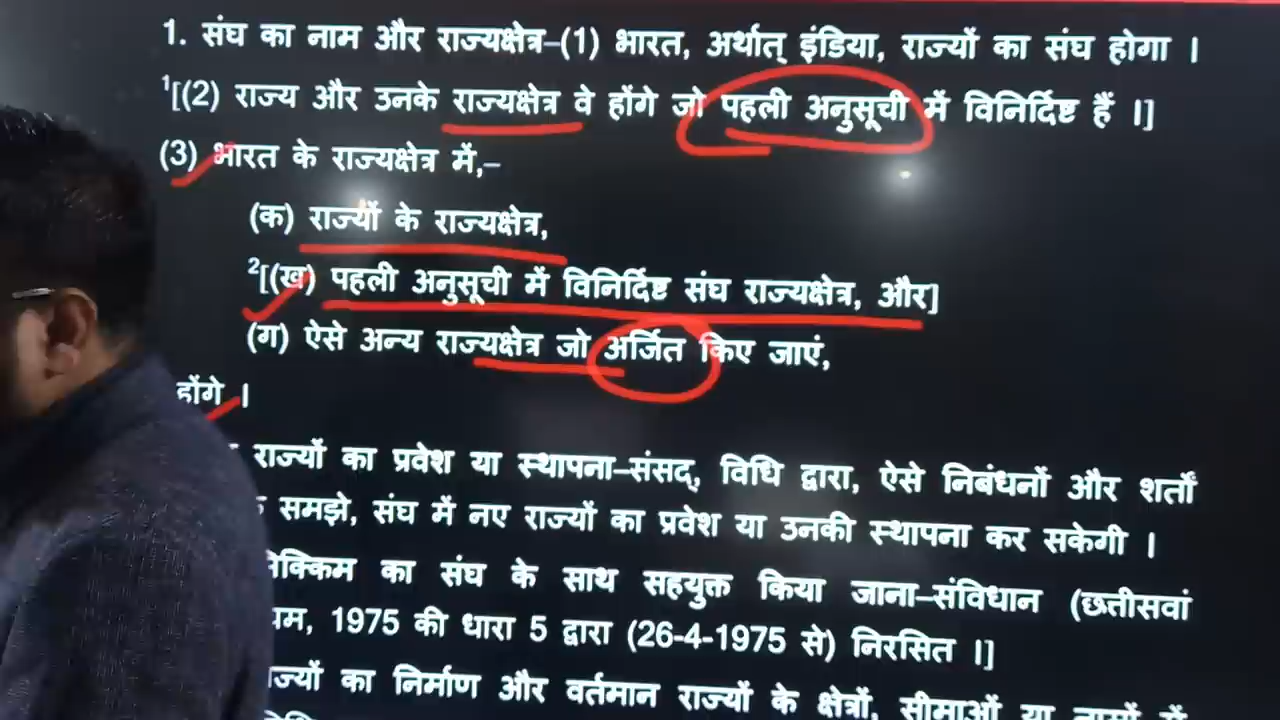 1. संघ का नाम और राज्यक्षेत्र–(1) भारत, अर्थात् इंडिया, राज्यों का संघ होगा ।
¹[(2) राज्य और उनके राज्यक्षेत्र वे होंगे जो पहली अनुसूची में विनिर्दिष्ट हैं ।]
(3) भारत के राज्यक्षेत्र में,–
(क) राज्यों के राज्यक्षेत्र,
²[(ख) पहली अनुसूची में विनिर्दिष्ट संघ राज्यक्षेत्र, और]
(ग) ऐसे अन्य राज्यक्षेत्र जो अर्जित किए जाएं,
होंगे ।
राज्यों का प्रवेश या स्थापना–संसद्, विधि द्वारा, ऐसे निबंधनों और शर्तों
समझे, संघ में नए राज्यों का प्रवेश या उनकी स्थापना कर सकेगी ।
का संघ के साथ सहयुक्त किया जाना–संविधान (छत्तीसवां
1975 की धारा 5 द्वारा (26-4-1975 से) निरसित ।]
का निर्माण और वर्तमान राज्यों के क्षेत्रों, सीमाओं या